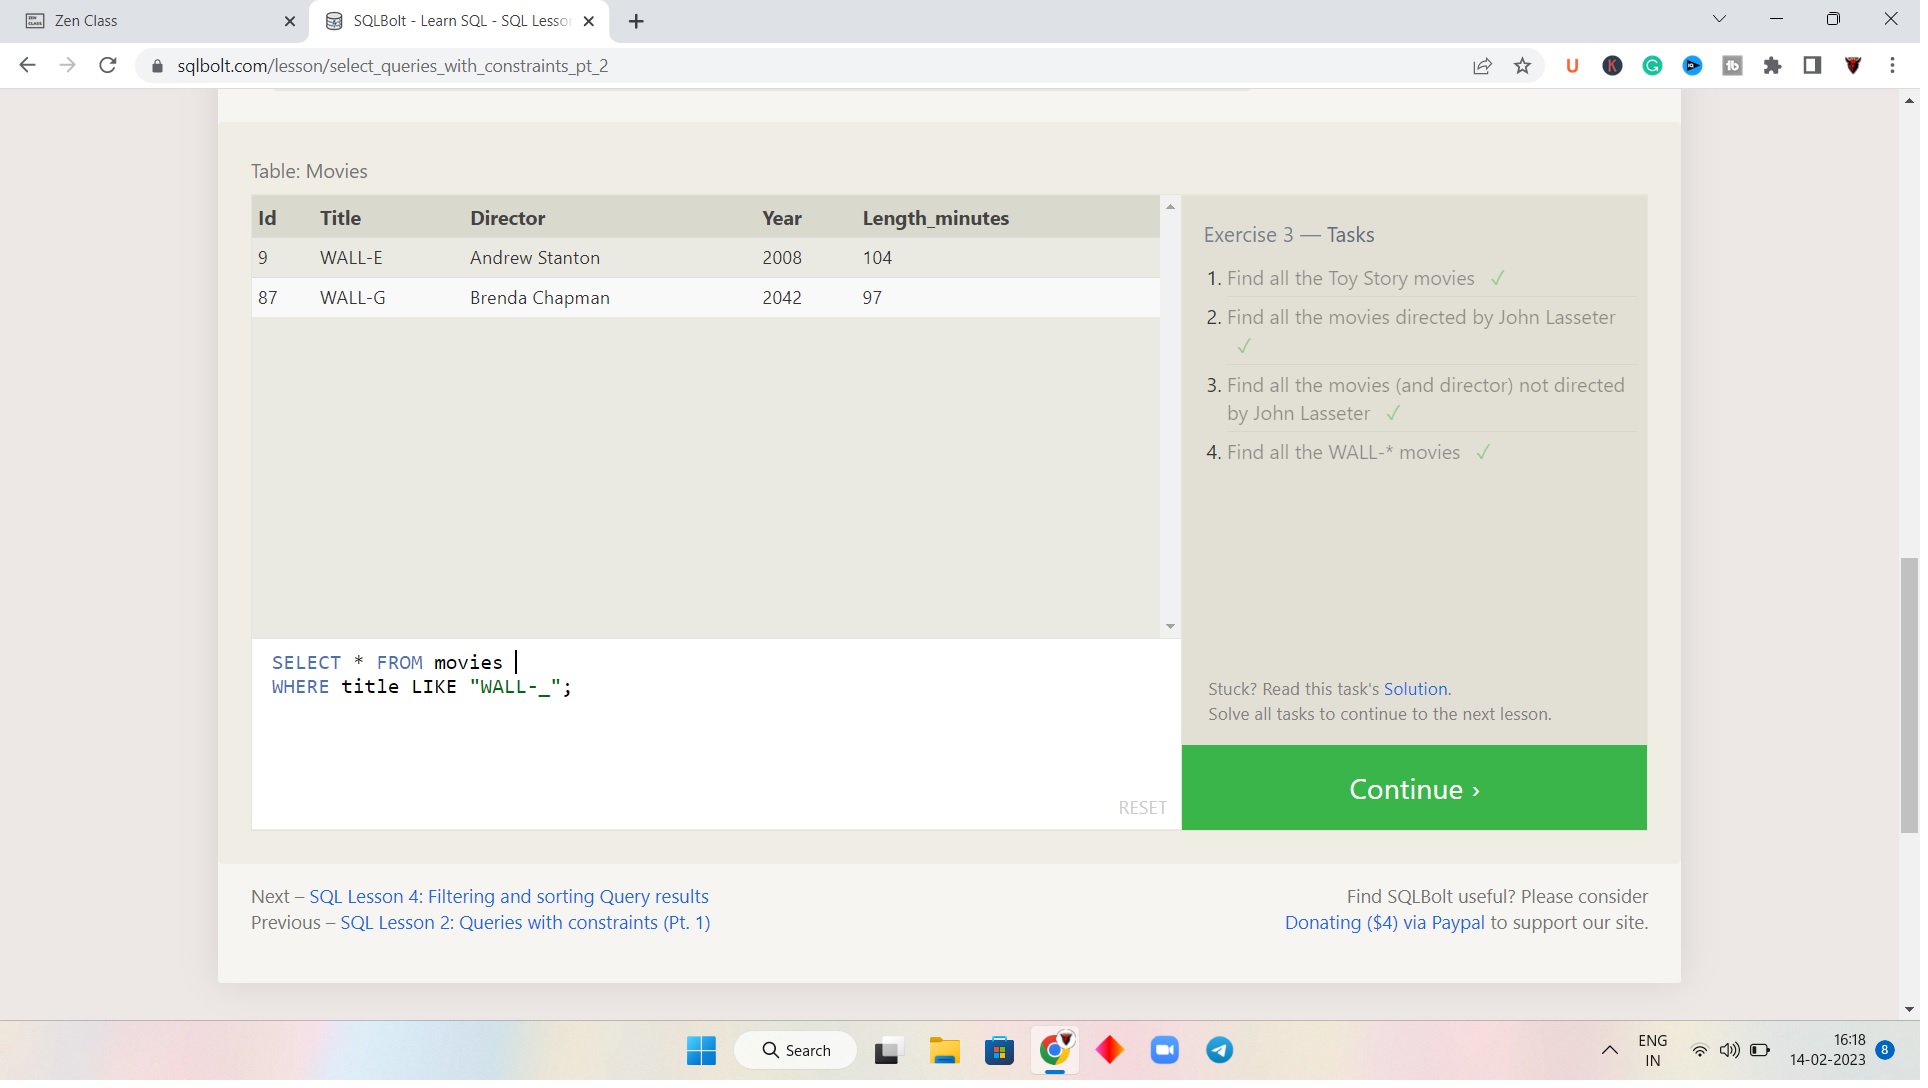 Zen Class
SQLBolt - Learn SQL - SQL Lesso
sqlbolt.com/lesson/select_queries_with_constraints_pt_2
Table: Movies
Id Title Director Year Length_minutes
9 WALL-E Andrew Stanton 2008 104
87 WALL-G Brenda Chapman 2042 97
Exercise 3 — Tasks
1. Find all the Toy Story movies ✓
2. Find all the movies directed by John Lasseter
✓
3. Find all the movies (and director) not directed
by John Lasseter ✓
4. Find all the WALL-* movies ✓
SELECT * FROM movies
WHERE title LIKE "WALL-_";
RESET
Stuck? Read this task's Solution.
Solve all tasks to continue to the next lesson.
Continue ›
Next – SQL Lesson 4: Filtering and sorting Query results
Previous – SQL Lesson 2: Queries with constraints (Pt. 1)
Find SQLBolt useful? Please consider
Donating ($4) via Paypal to support our site.
Search
ENG
IN
16:18
14-02-2023
8